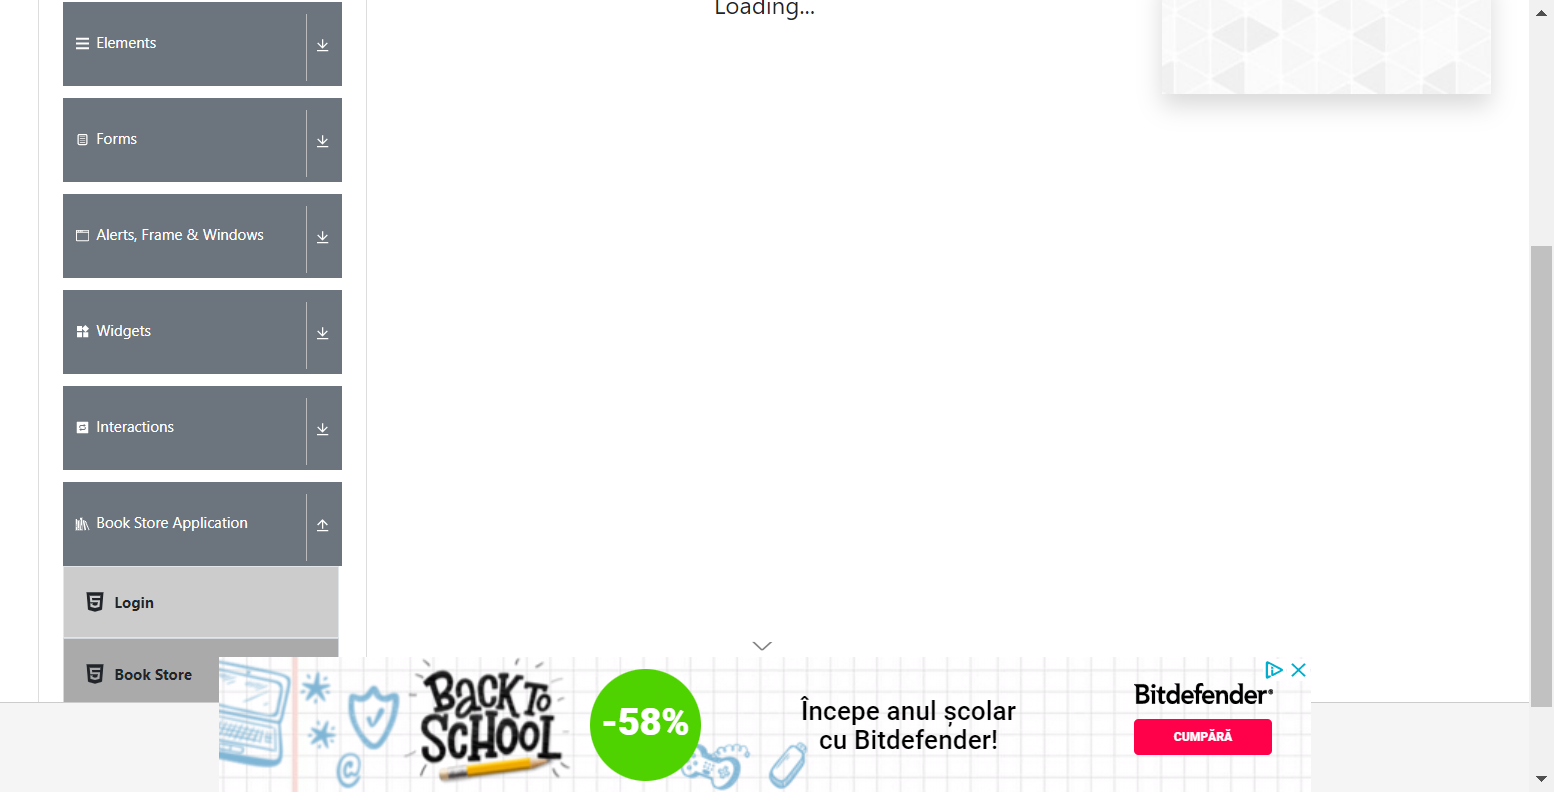 Loading...
Elements
Forms
Alerts, Frame & Windows
Widgets
Interactions
Book Store Application
Login
Book Store
BACK TO
SCHOOL
-58%
Începe anul școlar
cu Bitdefender!
Bitdefender®
CUMPĂRĂ